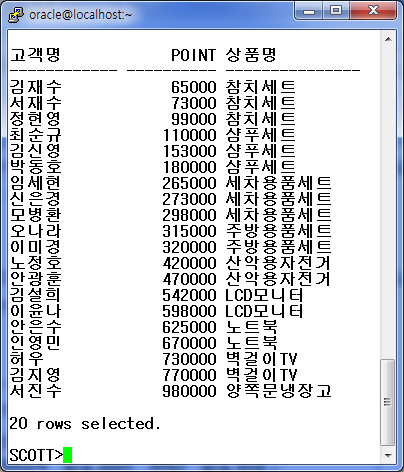 oracle@localhost:~
고객명 POINT 상품명
------------ ---------- ---------------
김재수 65000 참치세트
서재수 73000 참치세트
정현영 99000 참치세트
최순규 110000 샴푸세트
김신영 153000 샴푸세트
박동호 180000 샴푸세트
임세현 265000 세차용품세트
신은경 273000 세차용품세트
모병환 298000 세차용품세트
오나라 315000 주방용품세트
이미경 320000 주방용품세트
노정호 420000 산악용자전거
안광훈 470000 산악용자전거
김설희 542000 LCD모니터
이윤나 598000 LCD모니터
안은수 625000 노트북
인영민 670000 노트북
허우 730000 벽걸이TV
김지영 770000 벽걸이TV
서진수 980000 양쪽문냉장고
20 rows selected.
SCOTT>